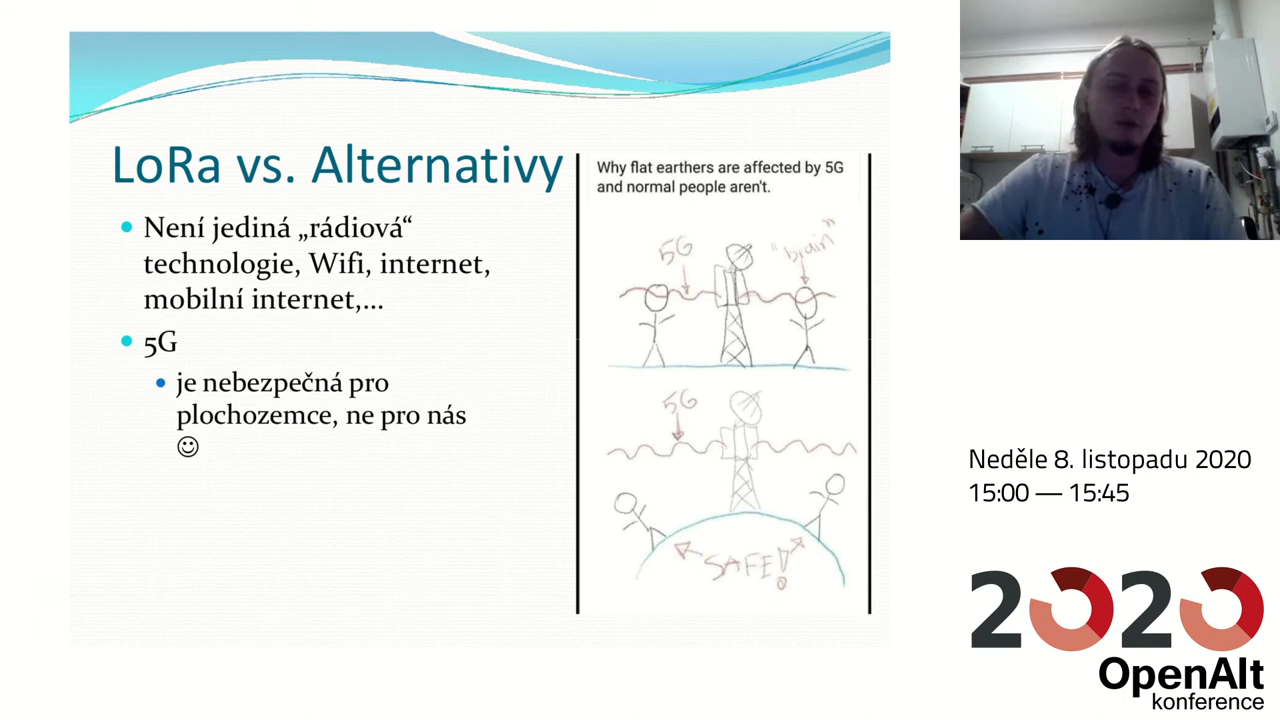 LoRa vs. Alternativy
Není jediná „rádiová“
technologie, Wifi, internet,
mobilní internet,...
5G
je nebezpečná pro
plochozemce, ne pro nás
☺
Why flat earthers are affected by 5G
and normal people aren't.
5G
"brain"
5G
SAFE!
Neděle 8. listopadu 2020
15:00 — 15:45
2020
OpenAlt
konference